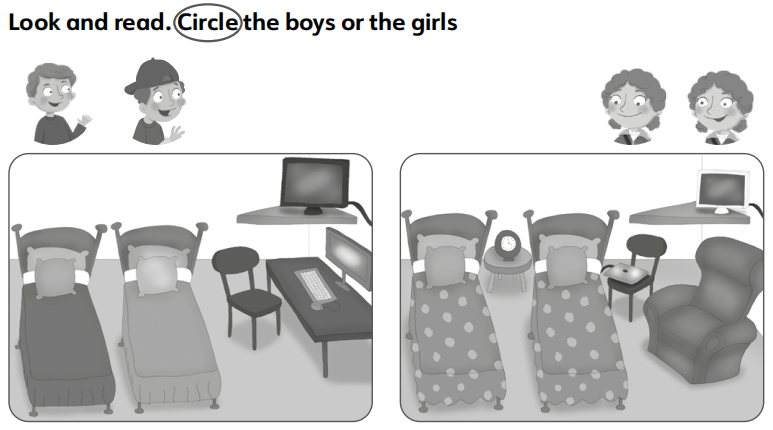 Look and read. Circle the boys or the girls